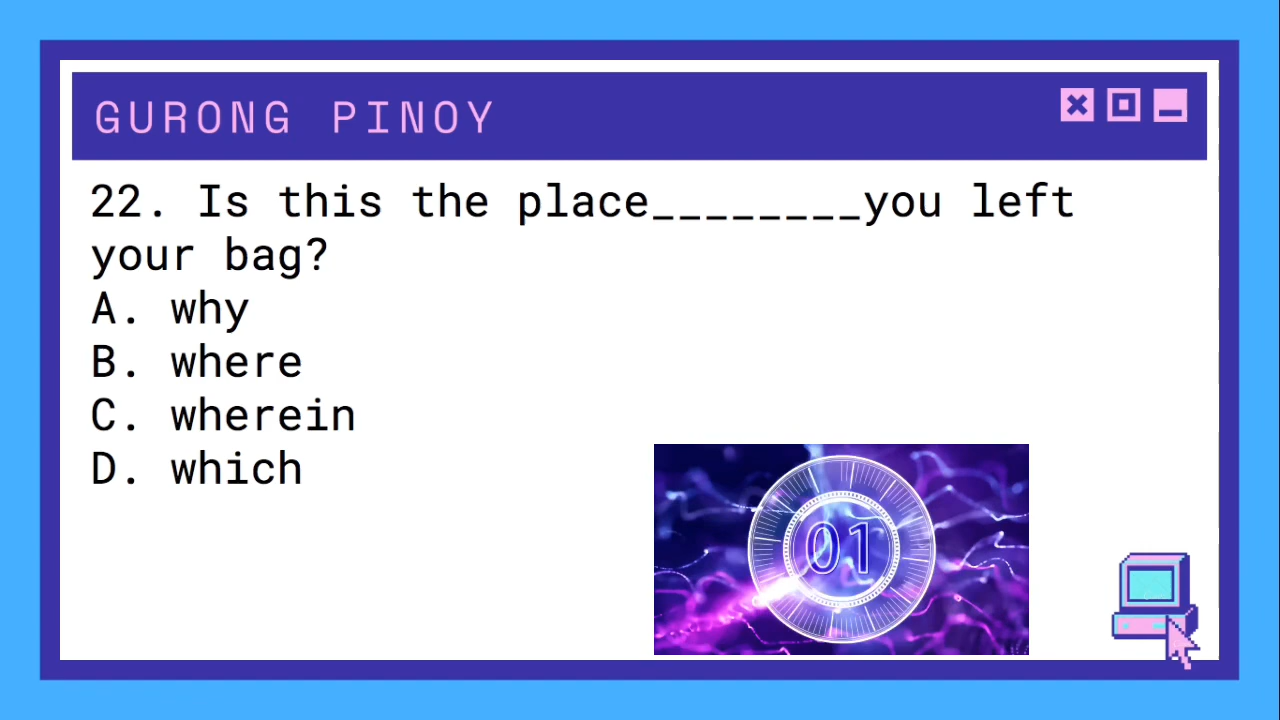 GURONG PINOY
22. Is this the place________you left
your bag?
A. why
B. where
C. wherein
D. which
01